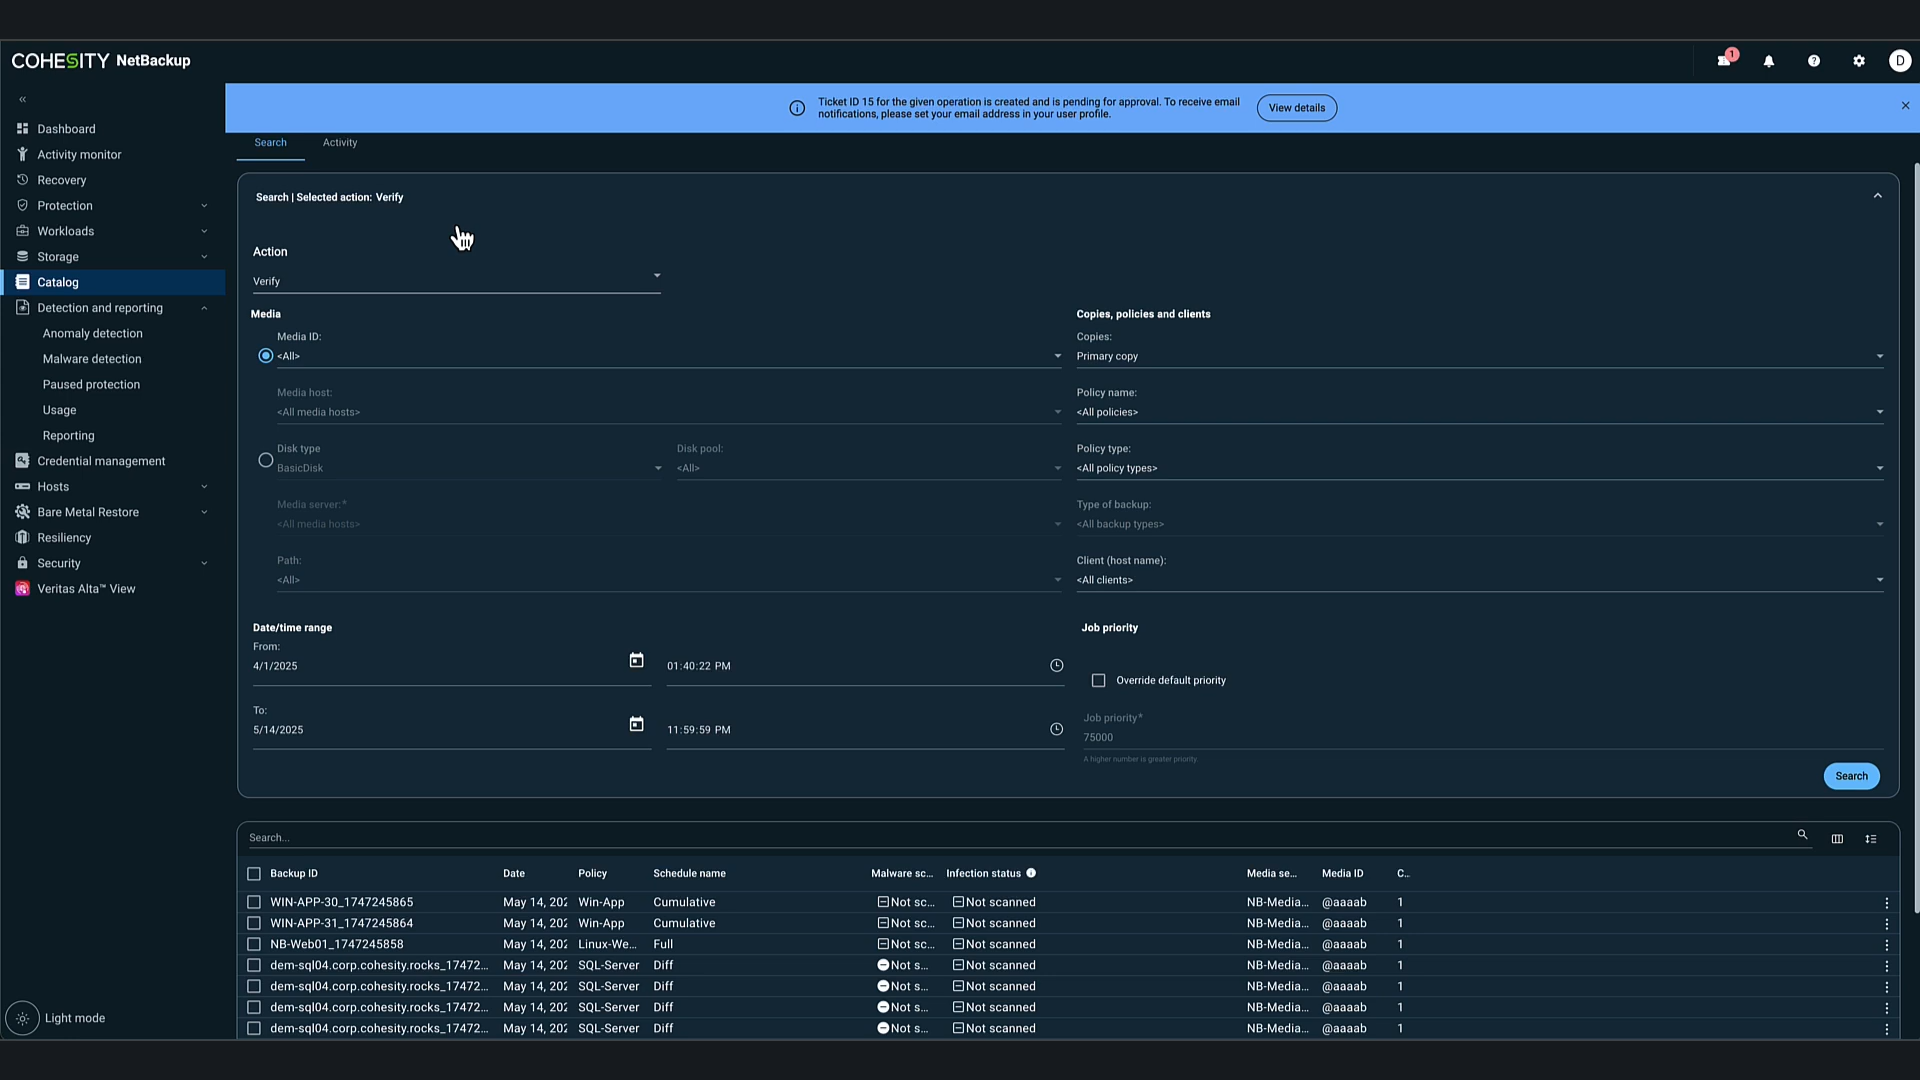 COHESITY NetBackup
1
D
Ticket ID 15 for the given operation is created and is pending for approval. To receive email
notifications, please set your email address in your user profile.
View details
Dashboard
Activity monitor
Recovery
Protection
Workloads
Storage
Catalog
Detection and reporting
Anomaly detection
Malware detection
Paused protection
Usage
Reporting
Credential management
Hosts
Bare Metal Restore
Resiliency
Security
Veritas Alta™ View
Light mode
Search Activity
Search | Selected action: Verify
Action
Verify
Media
Media ID:
<All>
Media host:
<All media hosts>
Disk type Disk pool:
BasicDisk <All>
Media server:*
<All media hosts>
Path:
<All>
Copies, policies and clients
Copies:
Primary copy
Policy name:
<All policies>
Policy type:
<All policy types>
Type of backup:
<All backup types>
Client (host name):
<All clients>
Date/time range
From:
4/1/2025 01:40:22 PM
To:
5/14/2025 11:59:59 PM
Job priority
Override default priority
Job priority*
75000
A higher number is greater priority.
Search
Search...
Backup ID Date Policy Schedule name Malware sc... Infection status Media se... Media ID C..
WIN-APP-30_1747245865 May 14, 202 Win-App Cumulative Not sc... Not scanned NB-Media... @aaaab 1
WIN-APP-31_1747245864 May 14, 202 Win-App Cumulative Not sc... Not scanned NB-Media... @aaaab 1
NB-Web01_1747245858 May 14, 202 Linux-We... Full Not sc... Not scanned NB-Media... @aaaab 1
dem-sql04.corp.cohesity.rocks_17472... May 14, 202 SQL-Server Diff Not s... Not scanned NB-Media... @aaaab 1
dem-sql04.corp.cohesity.rocks_17472... May 14, 202 SQL-Server Diff Not s... Not scanned NB-Media... @aaaab 1
dem-sql04.corp.cohesity.rocks_17472... May 14, 202 SQL-Server Diff Not s... Not scanned NB-Media... @aaaab 1
dem-sql04.corp.cohesity.rocks_17472... May 14, 202 SQL-Server Diff Not s... Not scanned NB-Media... @aaaab 1